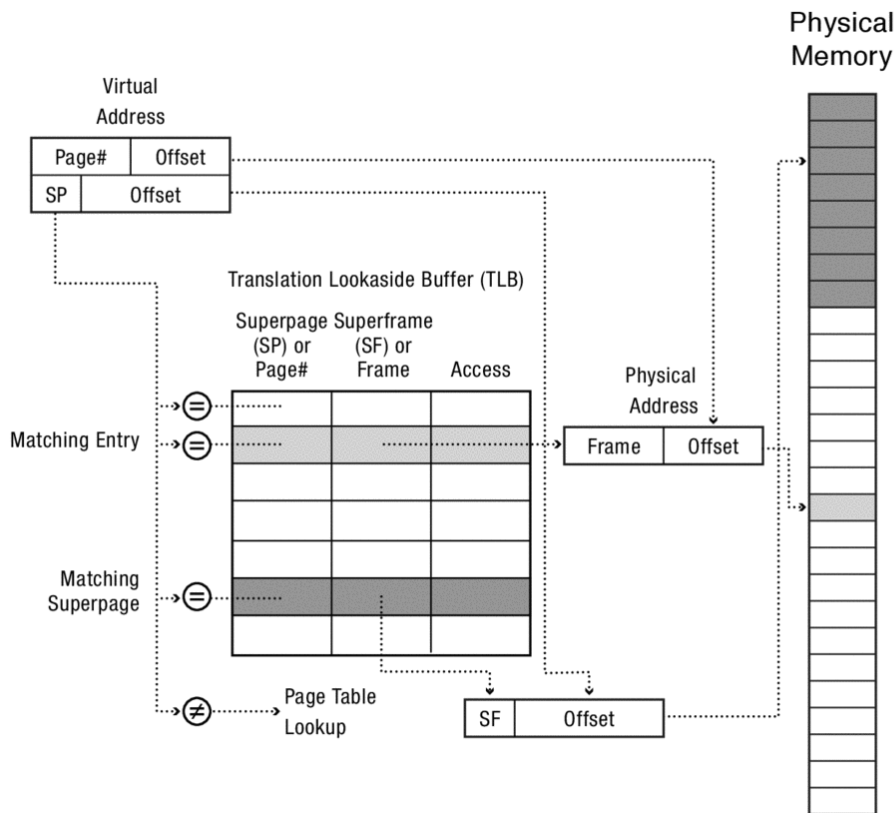 Physical
Memory
Virtual
Address
Page# Offset
SP Offset
Translation Lookaside Buffer (TLB)
Superpage Superframe
(SP) or (SF) or
Page# Frame Access
Physical
Address
=
Matching Entry = Frame Offset
Matching
Superpage =
≠ Page Table
Lookup
SF Offset